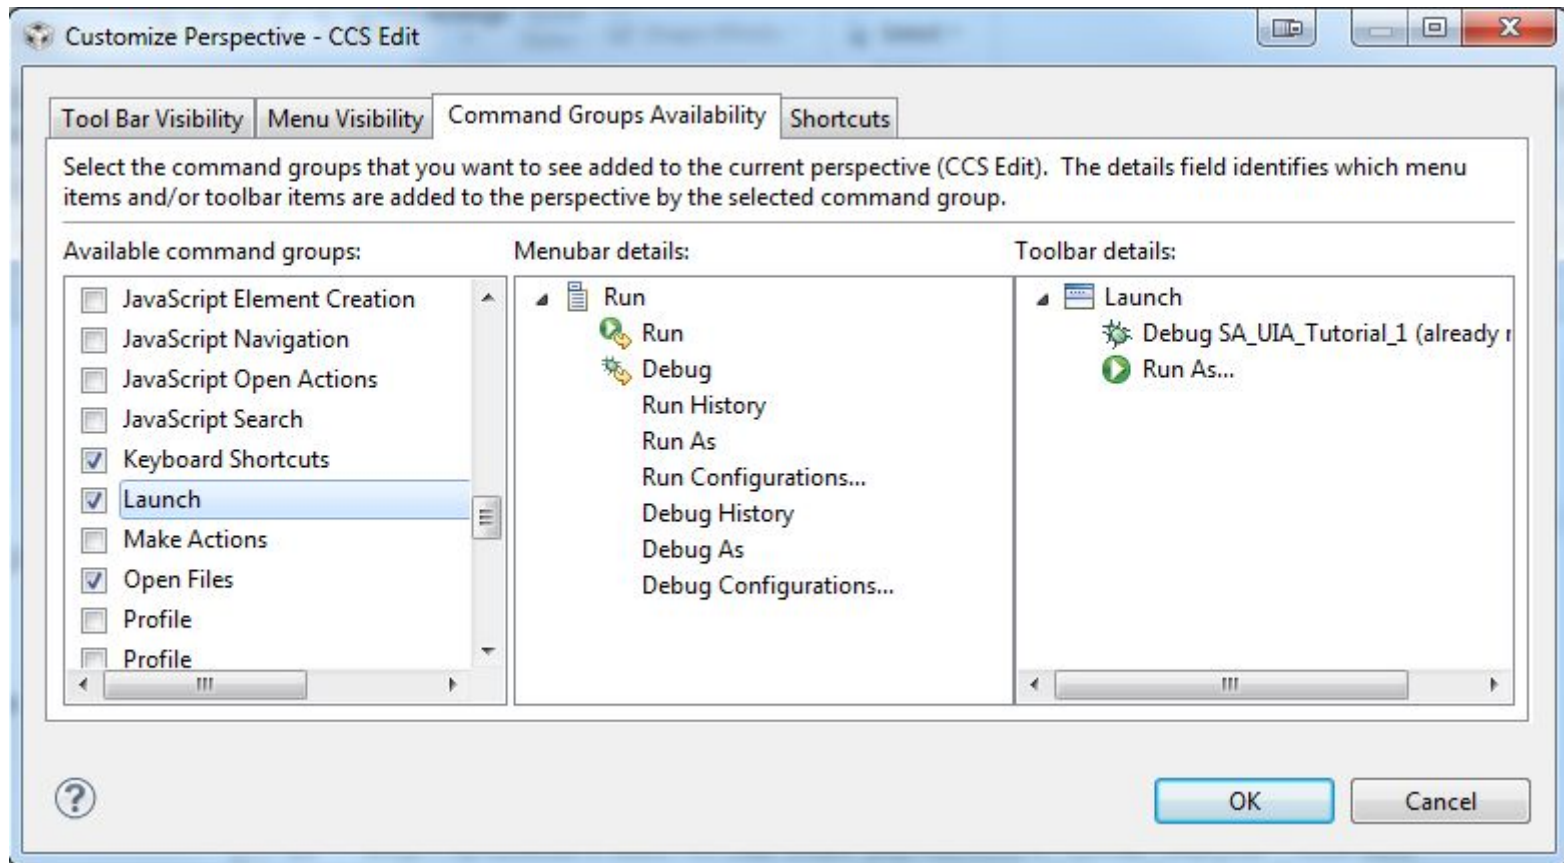 Customize Perspective - CCS Edit
Tool Bar Visibility
Menu Visibility
Command Groups Availability
Shortcuts
Select the command groups that you want to see added to the current perspective (CCS Edit). The details field identifies which menu
items and/or toolbar items are added to the perspective by the selected command group.
Available command groups:
JavaScript Element Creation
JavaScript Navigation
JavaScript Open Actions
JavaScript Search
Keyboard Shortcuts
Launch
Make Actions
Open Files
Profile
Profile
Menubar details:
Run
Run
Debug
Run History
Run As
Run Configurations...
Debug History
Debug As
Debug Configurations...
Toolbar details:
Launch
Debug SA_UIA_Tutorial_1 (already r
Run As...
OK
Cancel